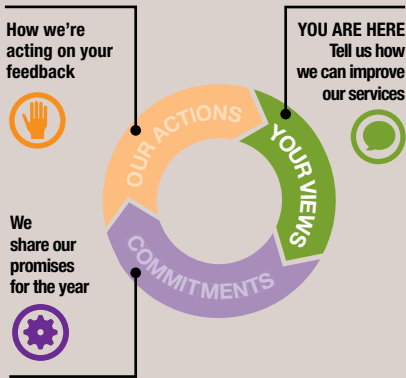 How we're
acting on your
feedback
YOU ARE HERE
Tell us how
we can improve
our services
OUR ACTIONS
YOUR VIEWS
COMMITMENTS
We
share our
promises
for the year